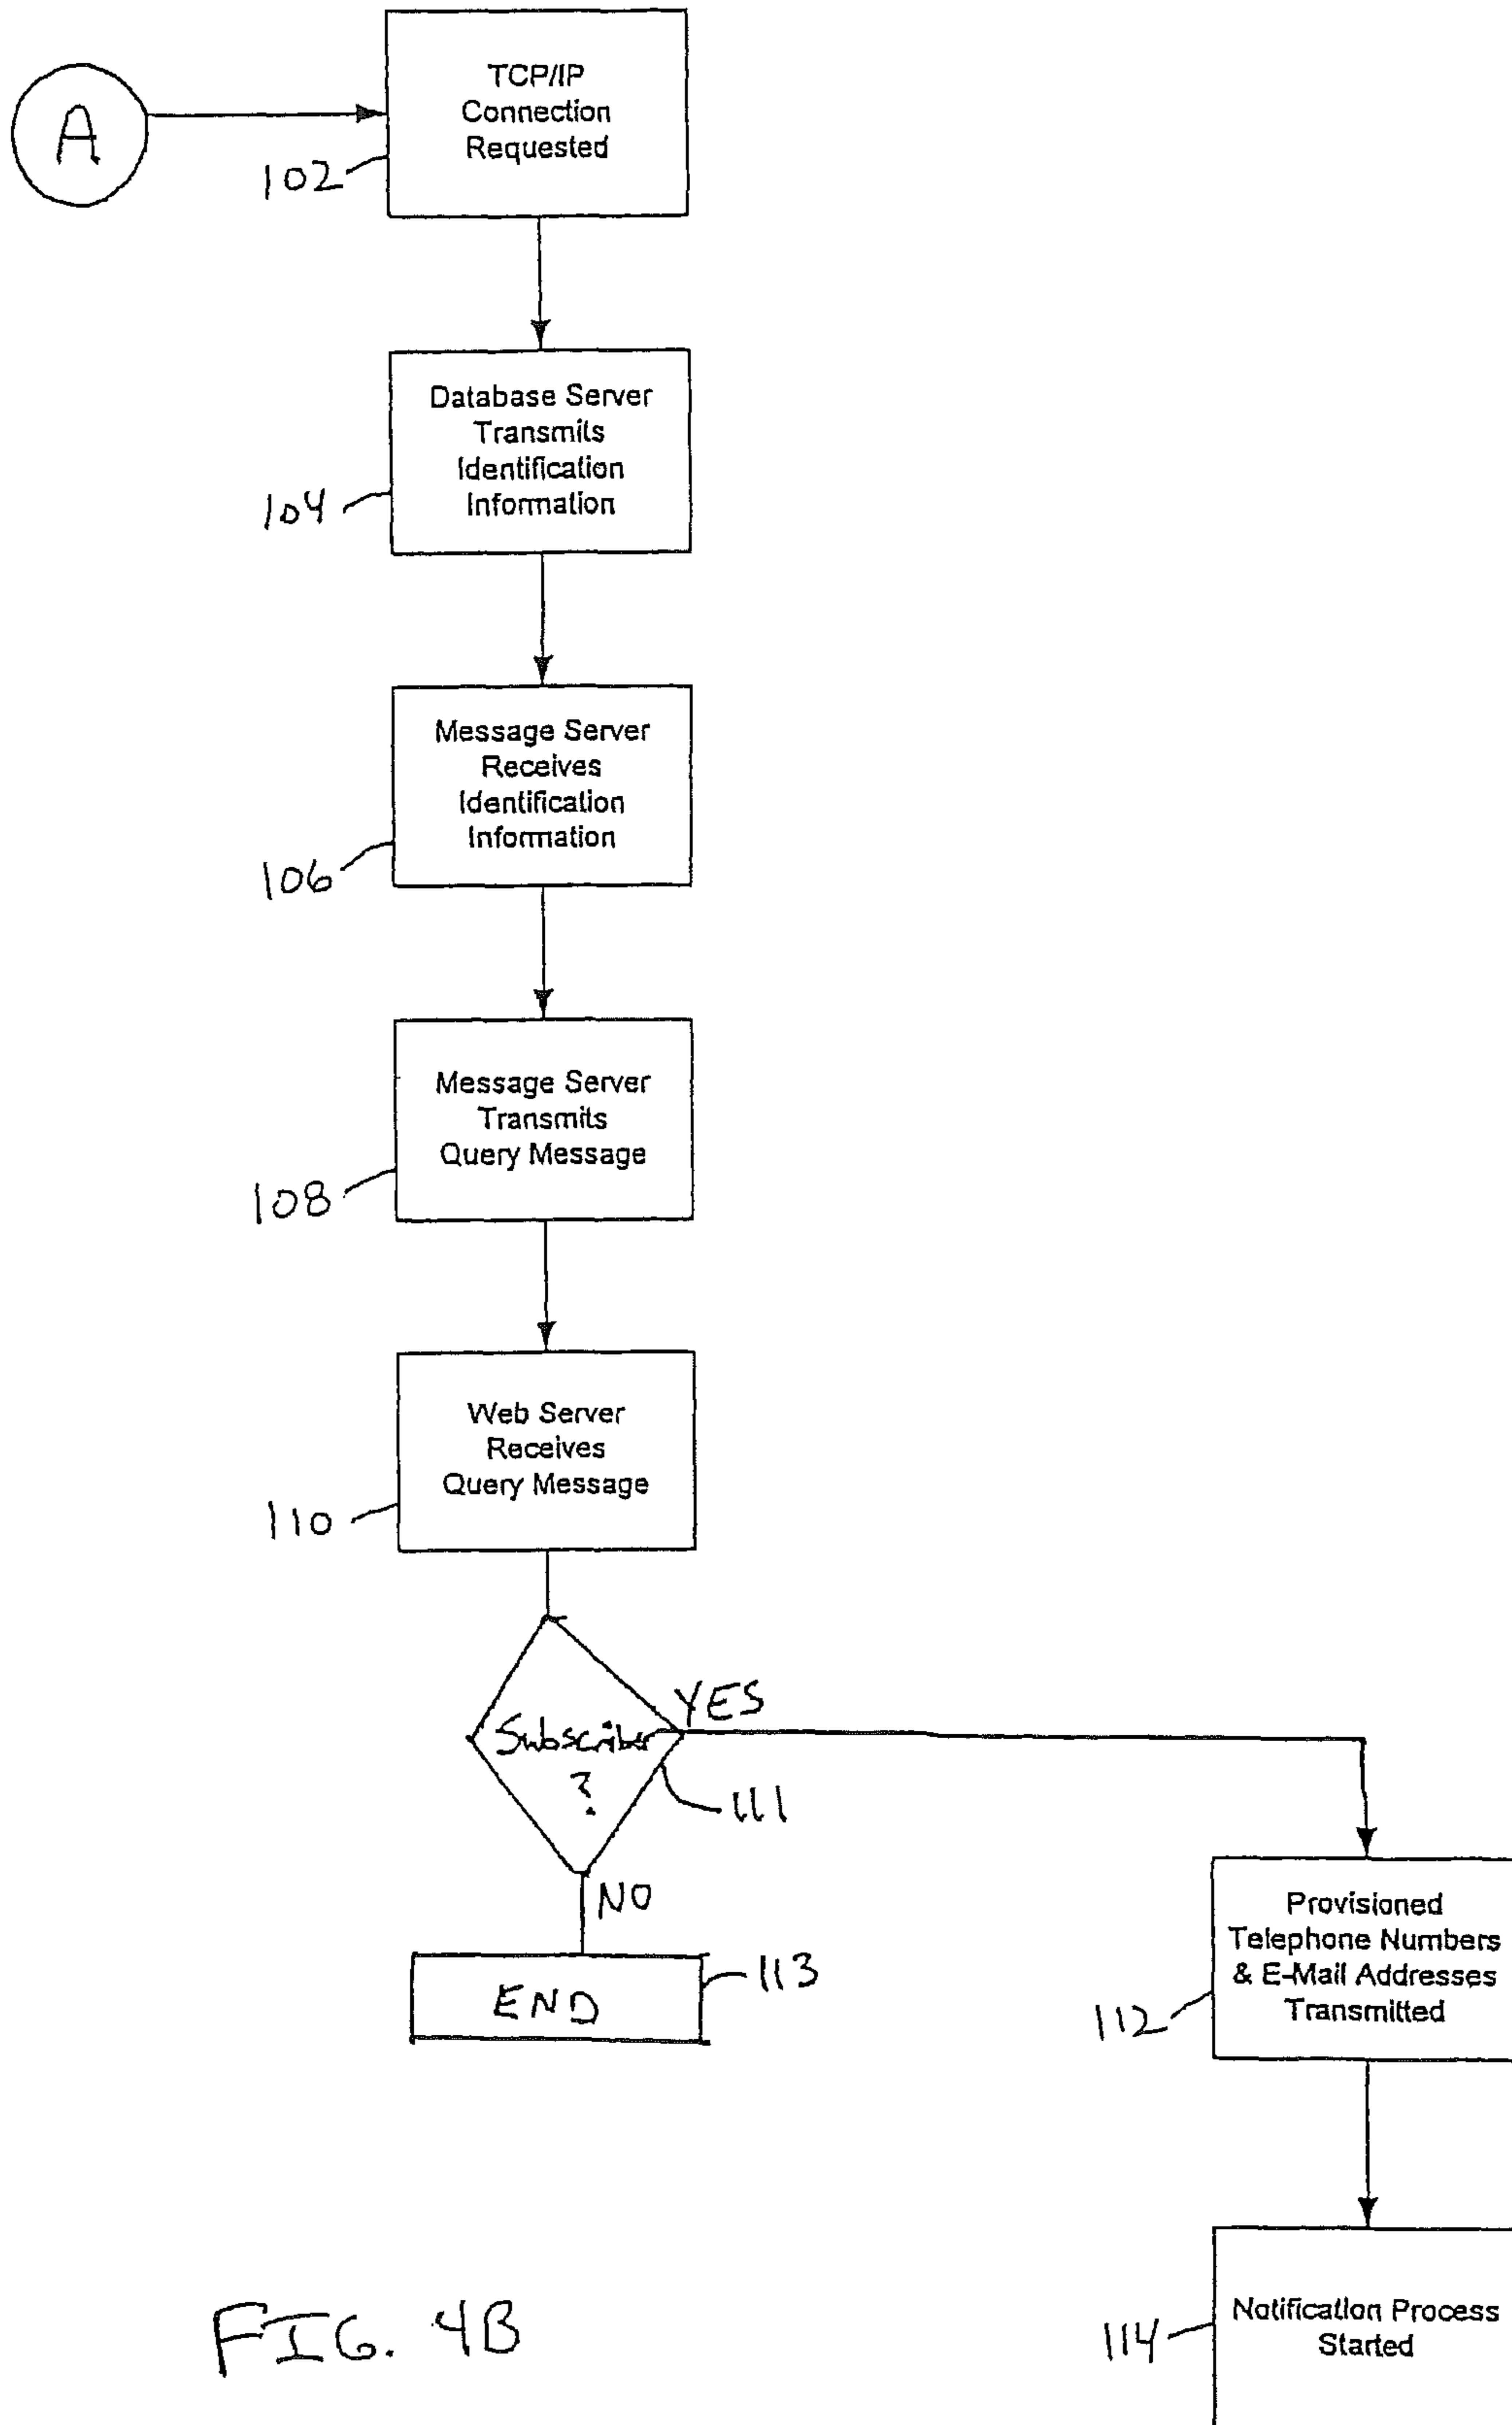 A
TCP/IP
Connection
Requested
102
Database Server
Transmits
Identification
Information
104
Message Server
Receives
Identification
Information
106
Message Server
Transmits
Query Message
108
Web Server
Receives
Query Message
110
Subscriber
?
YES
111
NO
END
113
Provisioned
Telephone Numbers
& E-Mail Addresses
Transmitted
112
Notification Process
Started
114
FIG. 4B